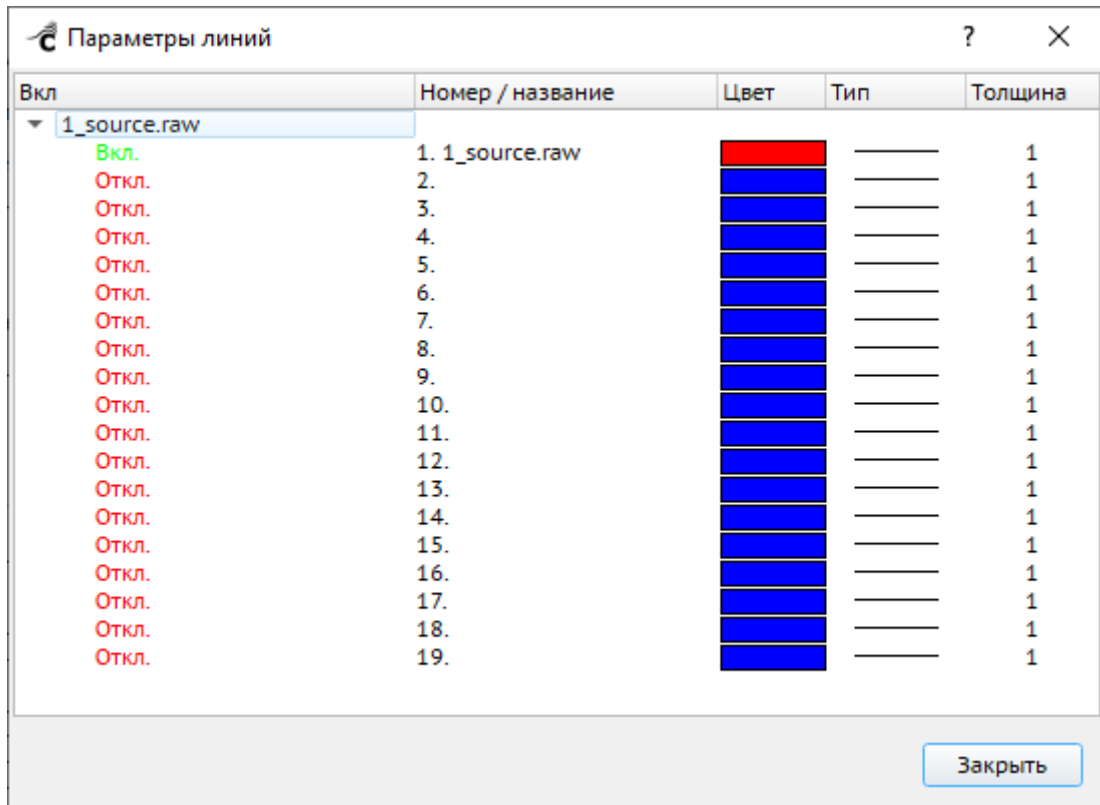 Параметры линий ? ×
Вкл Номер / название Цвет Тип Толщина
1_source.raw
Вкл. 1. 1_source.raw 1
Откл. 2. 1
Откл. 3. 1
Откл. 4. 1
Откл. 5. 1
Откл. 6. 1
Откл. 7. 1
Откл. 8. 1
Откл. 9. 1
Откл. 10. 1
Откл. 11. 1
Откл. 12. 1
Откл. 13. 1
Откл. 14. 1
Откл. 15. 1
Откл. 16. 1
Откл. 17. 1
Откл. 18. 1
Откл. 19. 1
Закрыть